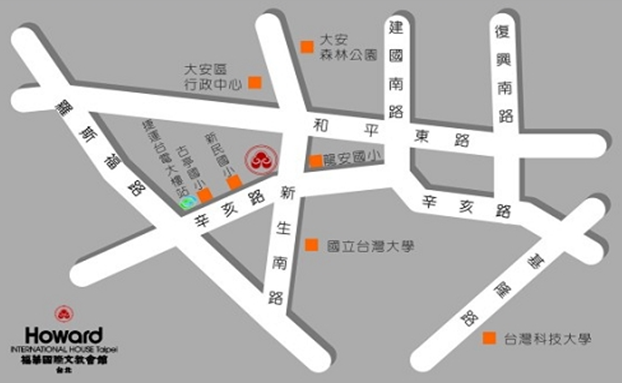 大安
森林公園
大安區
行政中心
建國南路
復興南路
和平東路
羅斯福路
捷運台電大樓站
古亭國小
新民國小
龍安國小
辛亥路
新生南路
辛亥路
國立台灣大學
基隆路
台灣科技大學
Howard
INTERNATIONAL HOUSE Taipei
福華國際文教會館
台北